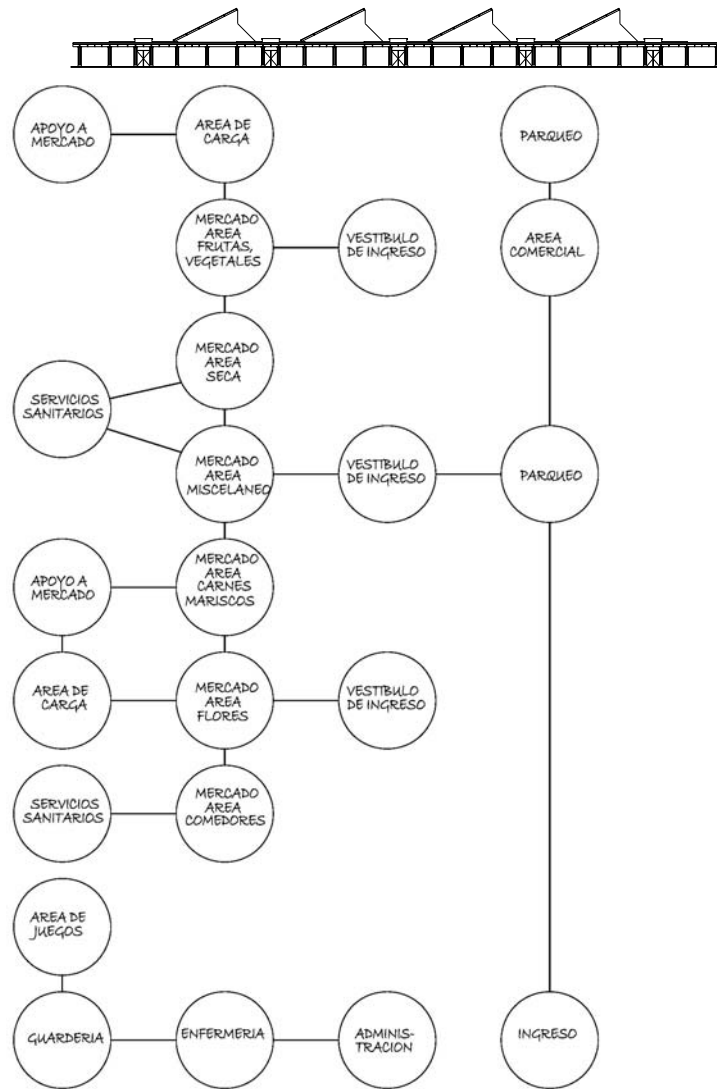 APOYO A
MERCADO
AREA DE
CARGA
PARQUEO
MERCADO
AREA
FRUTAS,
VEGETALES
VESTIBULO
DE INGRESO
AREA
COMERCIAL
MERCADO
AREA
SECA
SERVICIOS
SANITARIOS
MERCADO
AREA
MISCELANEO
VESTIBULO
DE INGRESO
PARQUEO
MERCADO
AREA
CARNES
MARISCOS
APOYO A
MERCADO
AREA DE
CARGA
MERCADO
AREA
FLORES
VESTIBULO
DE INGRESO
SERVICIOS
SANITARIOS
MERCADO
AREA
COMEDORES
AREA DE
JUEGOS
GUARDERIA
ENFERMERIA
ADMINIS-
TRACION
INGRESO